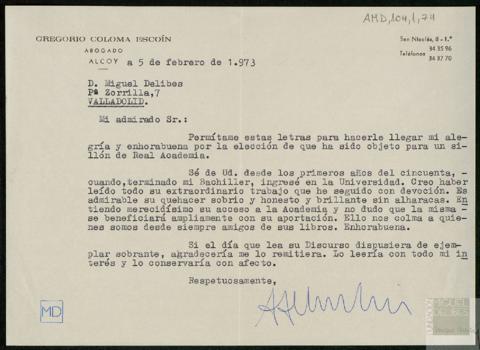 AMD, 104, 1, 74
GREGORIO COLOMA ESCOÍN
ABOGADO
ALCOY
San Nicolás, 8 - 1.°
Teléfonos
34 35 96
34 37 70
a 5 de febrero de 1.973
D. Miguel Delibes
Pª Zorrilla,7
VALLADOLID.
Mi admirado Sr.:
Permítame estas letras para hacerle llegar mi ale-
gría y enhorabuena por la elección de que ha sido objeto para un si-
llón de Real Academia.
Sé de Ud. desde los primeros años del cincuenta, -
cuando,terminado mi Bachiller, ingresé en la Universidad. Creo haber
leído todo su extraordinario trabajo que he seguido con devoción. Es
admirable su quehacer sobrio y honesto y brillante sin alharacas. En
tiendo merecidísimo su acceso a la Academia y no dudo que la misma -
se beneficiará ampliamente con su aportación. Ello nos colma a quie-
nes somos desde siempre amigos de sus libros. Enhorabuena.
Si el día que lea su Discurso dispusiera de ejem-
plar sobrante, agradecería me lo remitiera. Lo leería con todo mi in
terés y lo conservaría con afecto.
Respetuosamente,
MD
FUNDACIÓN
MIGUEL
DELIBES